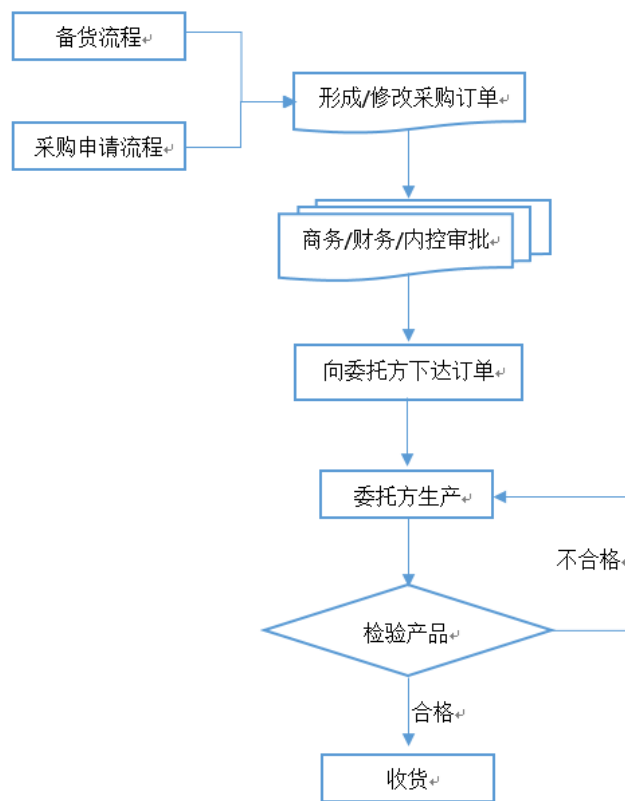 备货流程
形成/修改采购订单
采购申请流程
商务/财务/内控审批
向委托方下达订单
委托方生产
不合格
检验产品
合格
收货